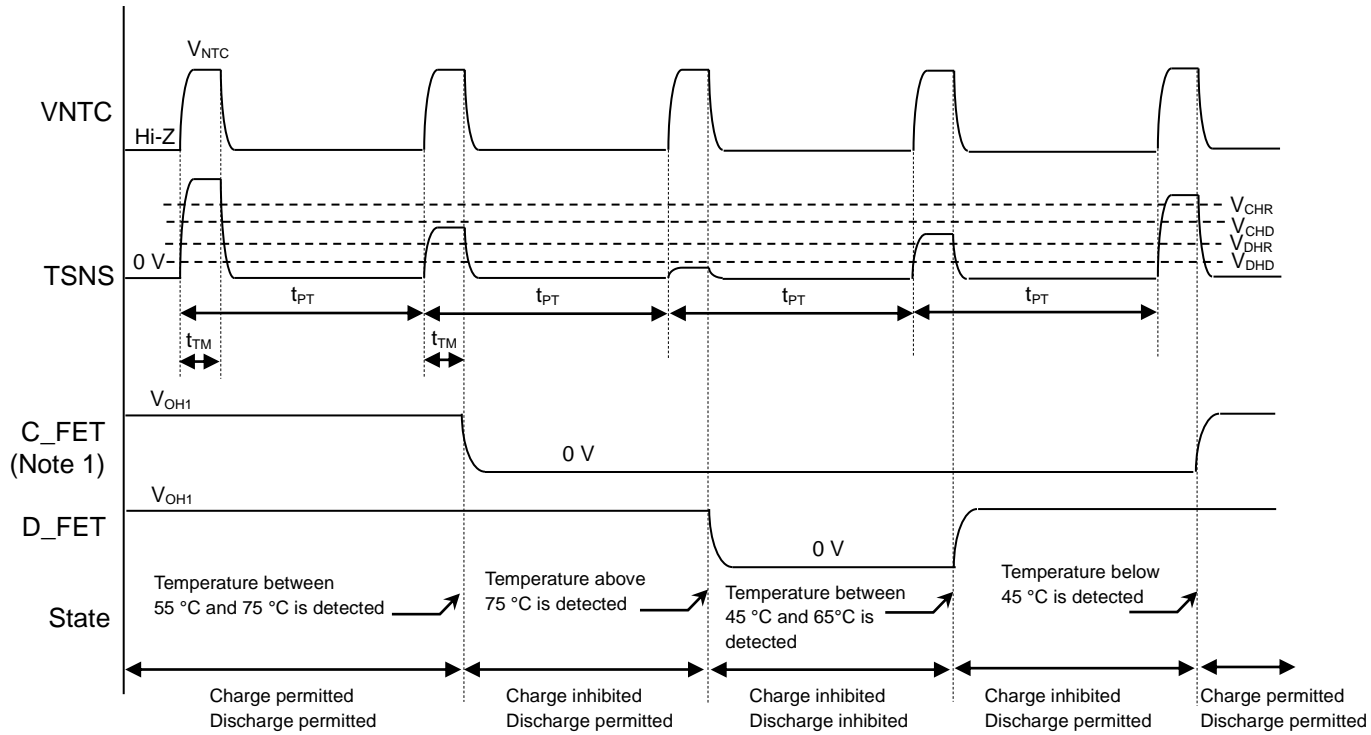 VNTC
VNTC
Hi-Z
VCHR
VCHD
VDHR
VDHD
TSNS
0 V
tPT
tPT
tPT
tPT
tTM
tTM
C_FET
(Note 1)
VOH1
0 V
D_FET
VOH1
0 V
State
Temperature between
55 °C and 75 °C is detected
Temperature above
75 °C is detected
Temperature between
45 °C and 65°C is
detected
Temperature below
45 °C is detected
Charge permitted
Discharge permitted
Charge inhibited
Discharge permitted
Charge inhibited
Discharge inhibited
Charge inhibited
Discharge permitted
Charge permitted
Discharge permitted